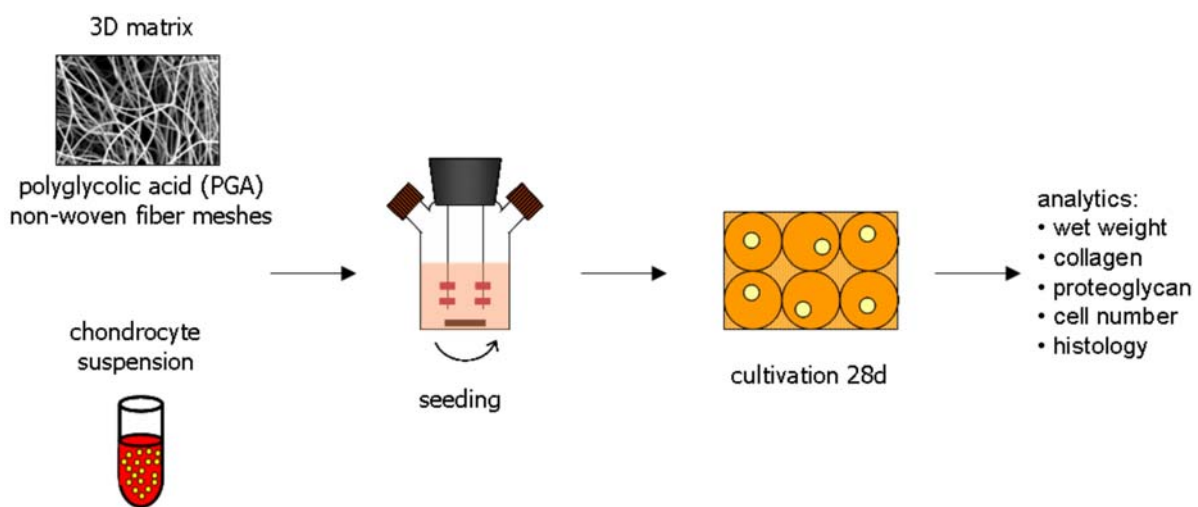 3D matrix
polyglycolic acid (PGA)
non-woven fiber meshes
chondrocyte
suspension
seeding
cultivation 28d
analytics:
• wet weight
• collagen
• proteoglycan
• cell number
• histology